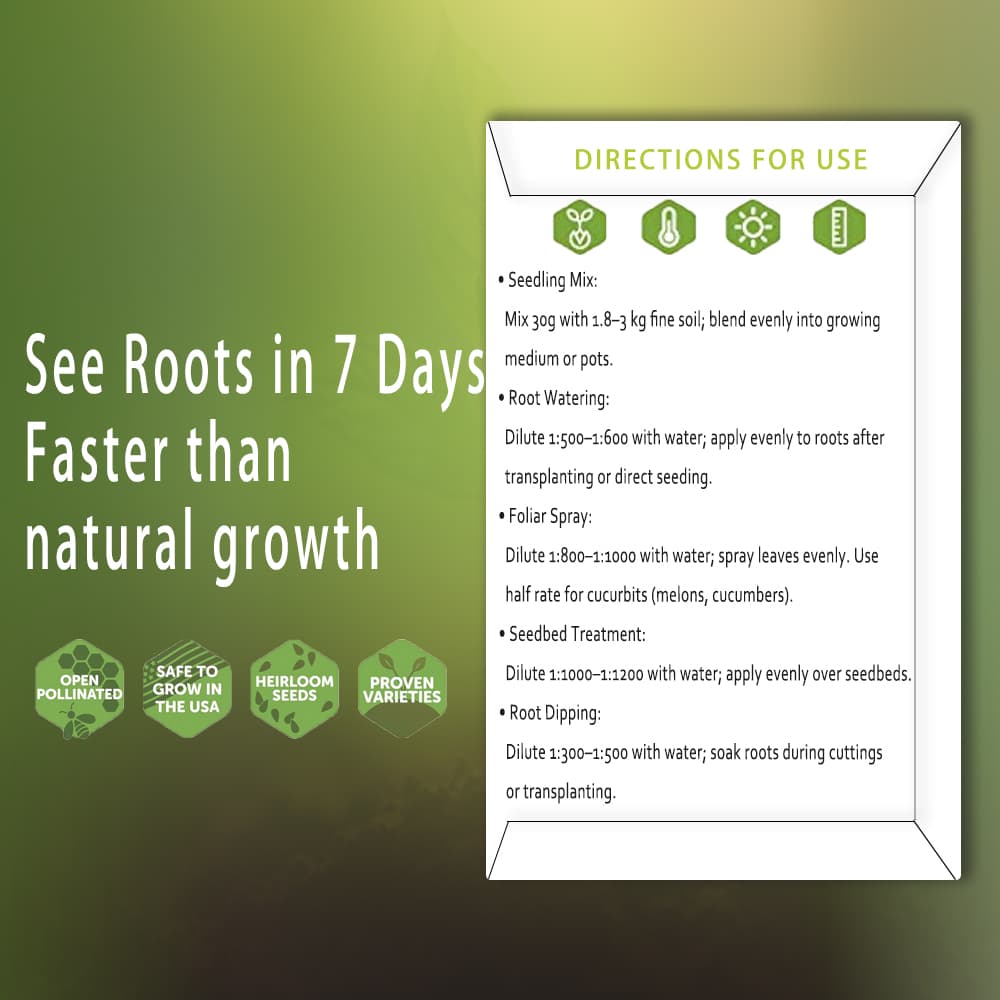 DIRECTIONS FOR USE
• Seedling Mix:
Mix 30g with 1.8–3 kg fine soil; blend evenly into growing
medium or pots.
• Root Watering:
Dilute 1:500–1:600 with water; apply evenly to roots after
transplanting or direct seeding.
• Foliar Spray:
Dilute 1:800–1:1000 with water; spray leaves evenly. Use
half rate for cucurbits (melons, cucumbers).
• Seedbed Treatment:
Dilute 1:1000–1:1200 with water; apply evenly over seedbeds.
• Root Dipping:
Dilute 1:300–1:500 with water; soak roots during cuttings
or transplanting.
See Roots in 7 Days
Faster than
natural growth
OPEN
POLLINATED
SAFE TO
GROW IN
THE USA
HEIRLOOM
SEEDS
PROVEN
VARIETIES